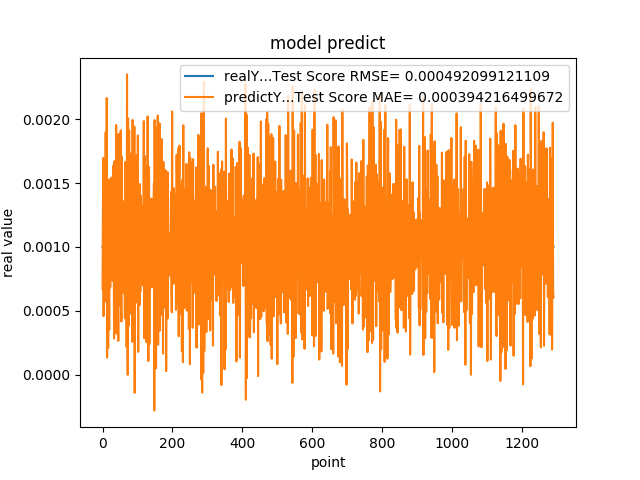 model predict
realY...Test Score RMSE= 0.000492099121109
predictY...Test Score MAE= 0.000394216499672
real value
0.0020
0.0015
0.0010
0.0005
0.0000
0
200
400
600
800
1000
1200
point